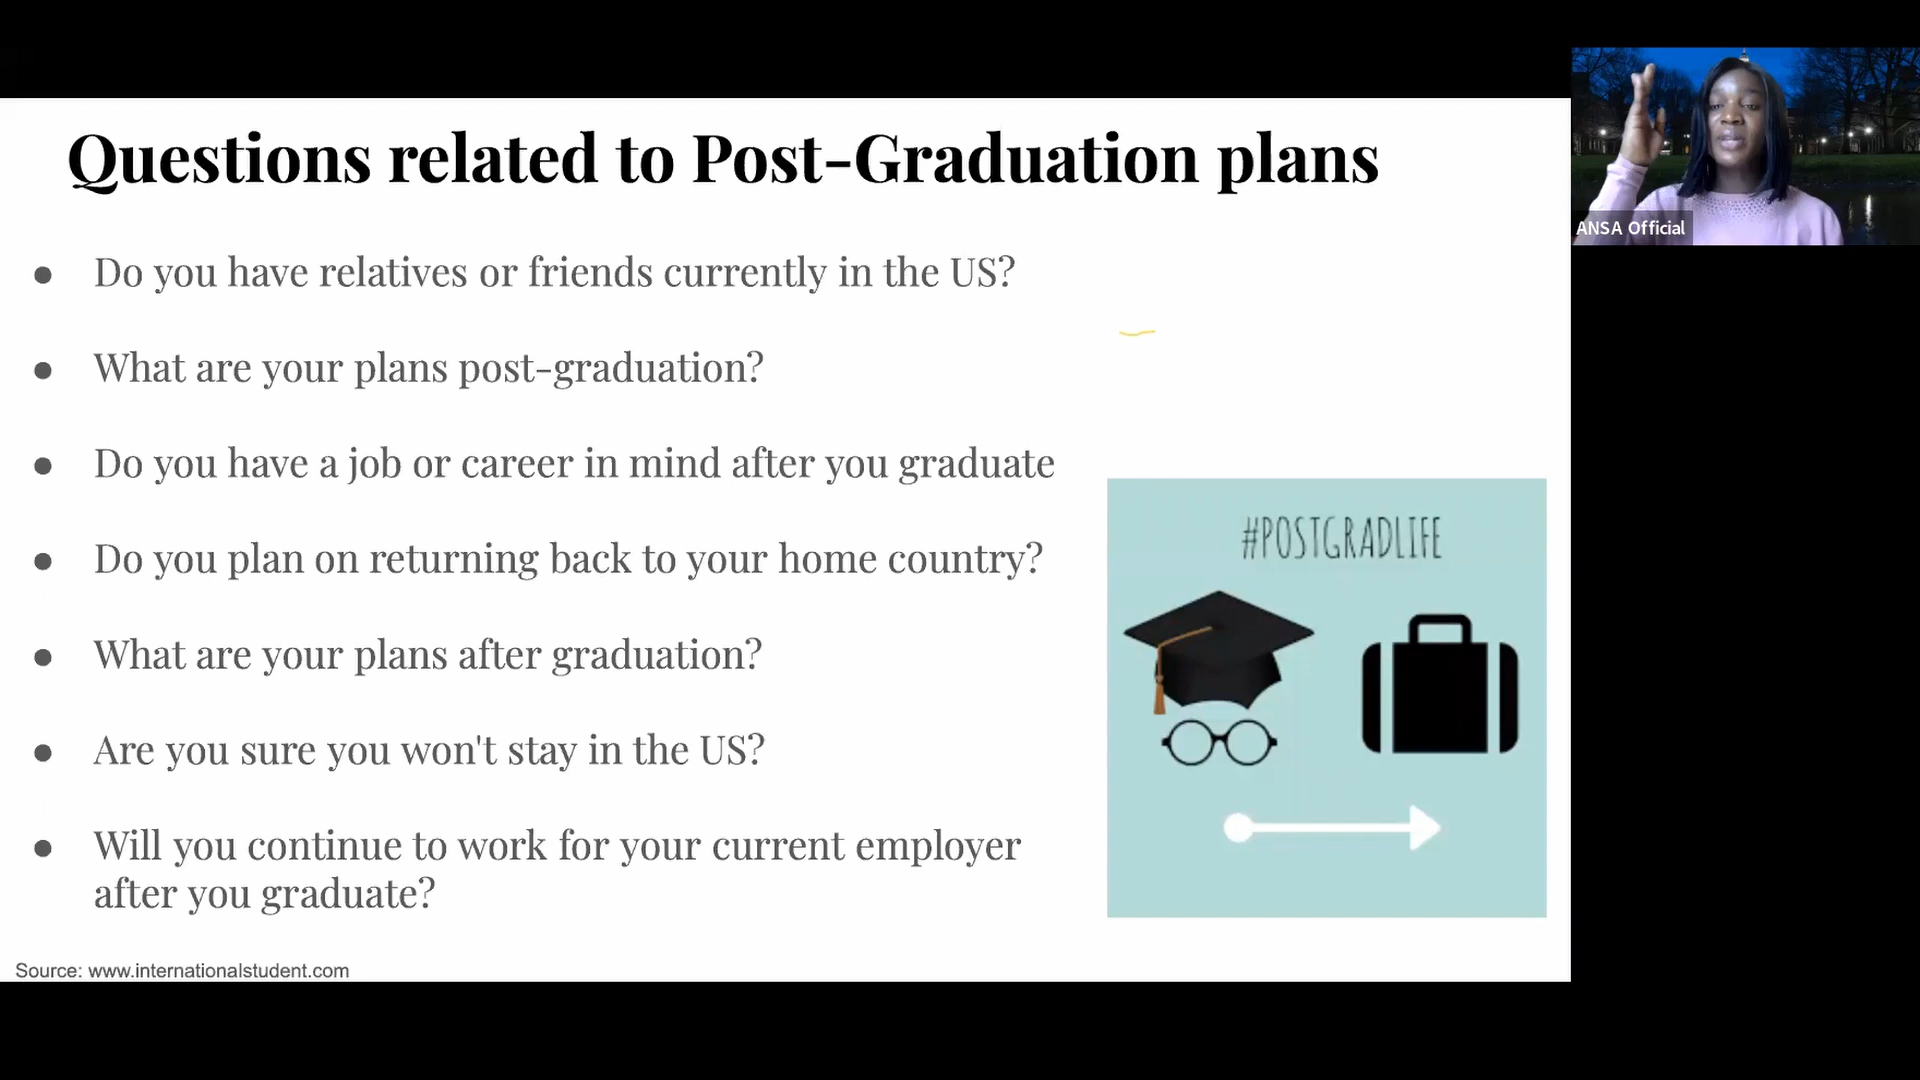 Questions related to Post-Graduation plans
ANSA Official
● Do you have relatives or friends currently in the US?
● What are your plans post-graduation?
● Do you have a job or career in mind after you graduate
● Do you plan on returning back to your home country?
● What are your plans after graduation?
● Are you sure you won't stay in the US?
● Will you continue to work for your current employer
after you graduate?
#POSTGRADLIFE
Source: www.internationalstudent.com